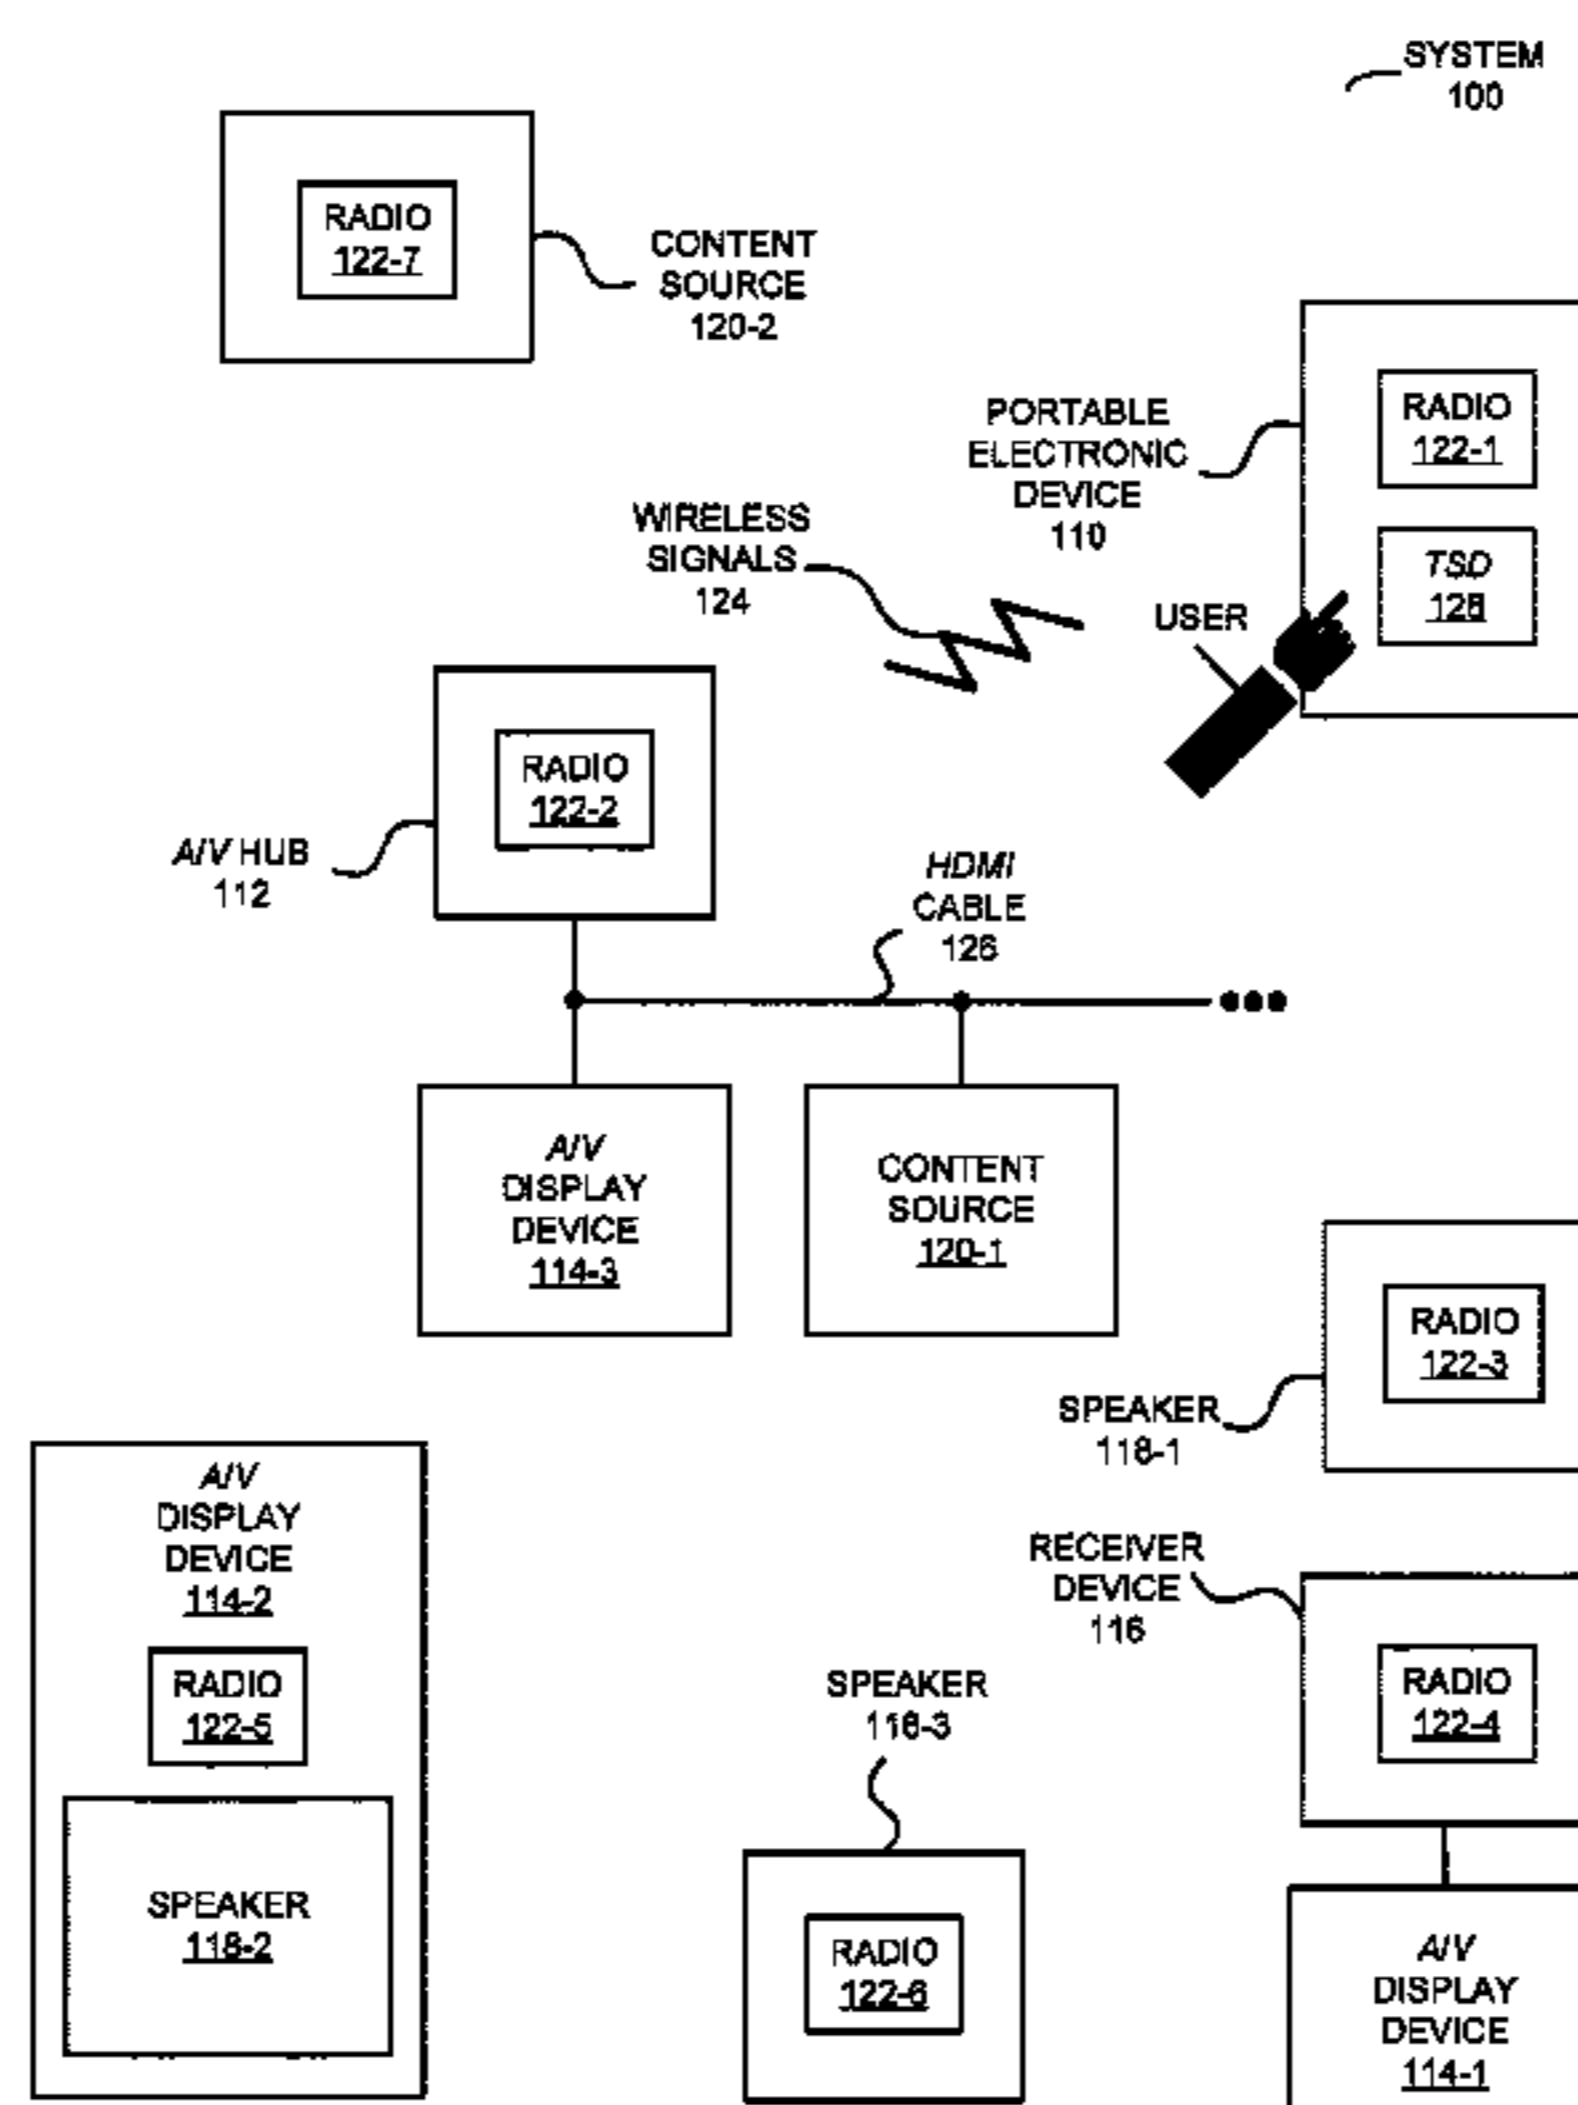 SYSTEM
100
RADIO
122-7
CONTENT
SOURCE
120-2
PORTABLE
ELECTRONIC
DEVICE
110
RADIO
122-1
TSD
128
WIRELESS
SIGNALS
124
USER
RADIO
122-2
A/V HUB
112
HDMI
CABLE
126
A/V
DISPLAY
DEVICE
114-3
CONTENT
SOURCE
120-1
RADIO
122-3
SPEAKER
118-1
A/V
DISPLAY
DEVICE
114-2
RADIO
122-5
SPEAKER
118-2
RECEIVER
DEVICE
116
RADIO
122-4
SPEAKER
118-3
RADIO
122-6
A/V
DISPLAY
DEVICE
114-1